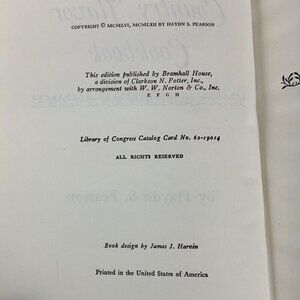 COPYRIGHT © MCMLVI, MCMLXII BY HAYDN S. PEARSON
This edition published by Bramhall House,
a division of Clarkson N. Potter, Inc.,
by arrangement with W. W. Norton & Co., Inc.
E F G H
Library of Congress Catalog Card No. 62-19014
ALL RIGHTS RESERVED
Book design by James J. Harvin
Printed in the United States of America